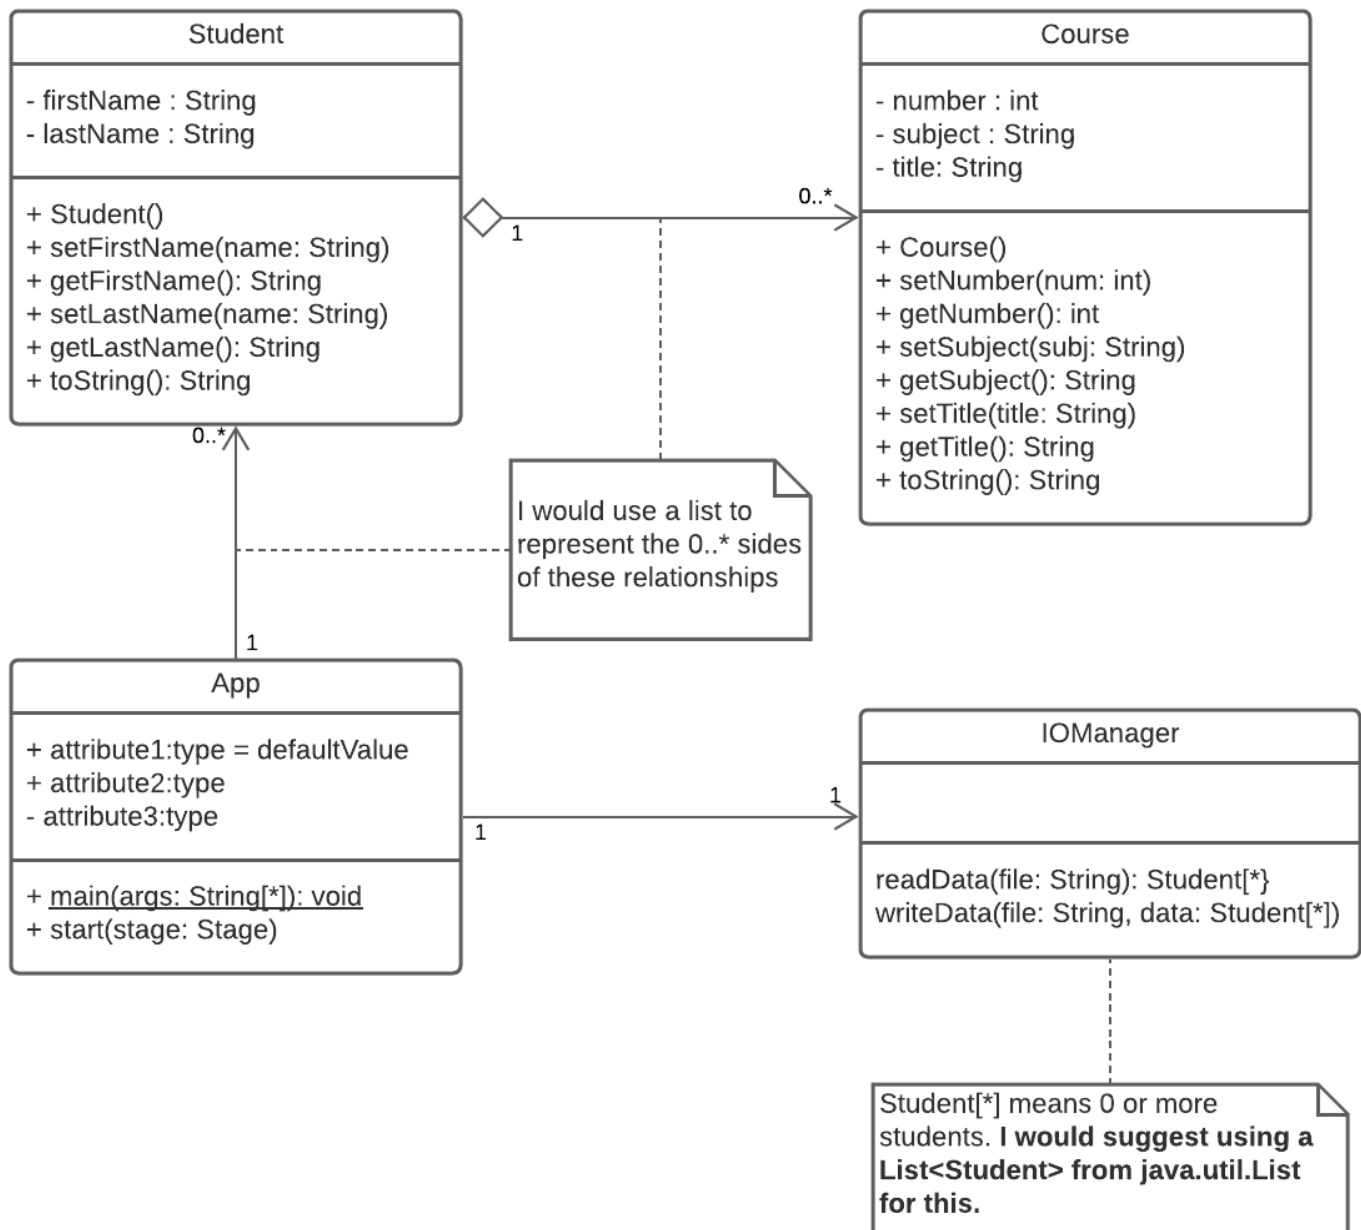 Student
- firstName : String
- lastName : String
+ Student()
+ setFirstName(name: String)
+ getFirstName(): String
+ setLastName(name: String)
+ getLastName(): String
+ toString(): String
1
0..*
Course
- number : int
- subject : String
- title: String
+ Course()
+ setNumber(num: int)
+ getNumber(): int
+ setSubject(subj: String)
+ getSubject(): String
+ setTitle(title: String)
+ getTitle(): String
+ toString(): String
0..*
1
I would use a list to
represent the 0..* sides
of these relationships
App
+ attribute1:type = defaultValue
+ attribute2:type
- attribute3:type
+ main(args: String[*]): void
+ start(stage: Stage)
1
1
IOManager
readData(file: String): Student[*}
writeData(file: String, data: Student[*])
Student[*] means 0 or more
students. I would suggest using a
List<Student> from java.util.List
for this.